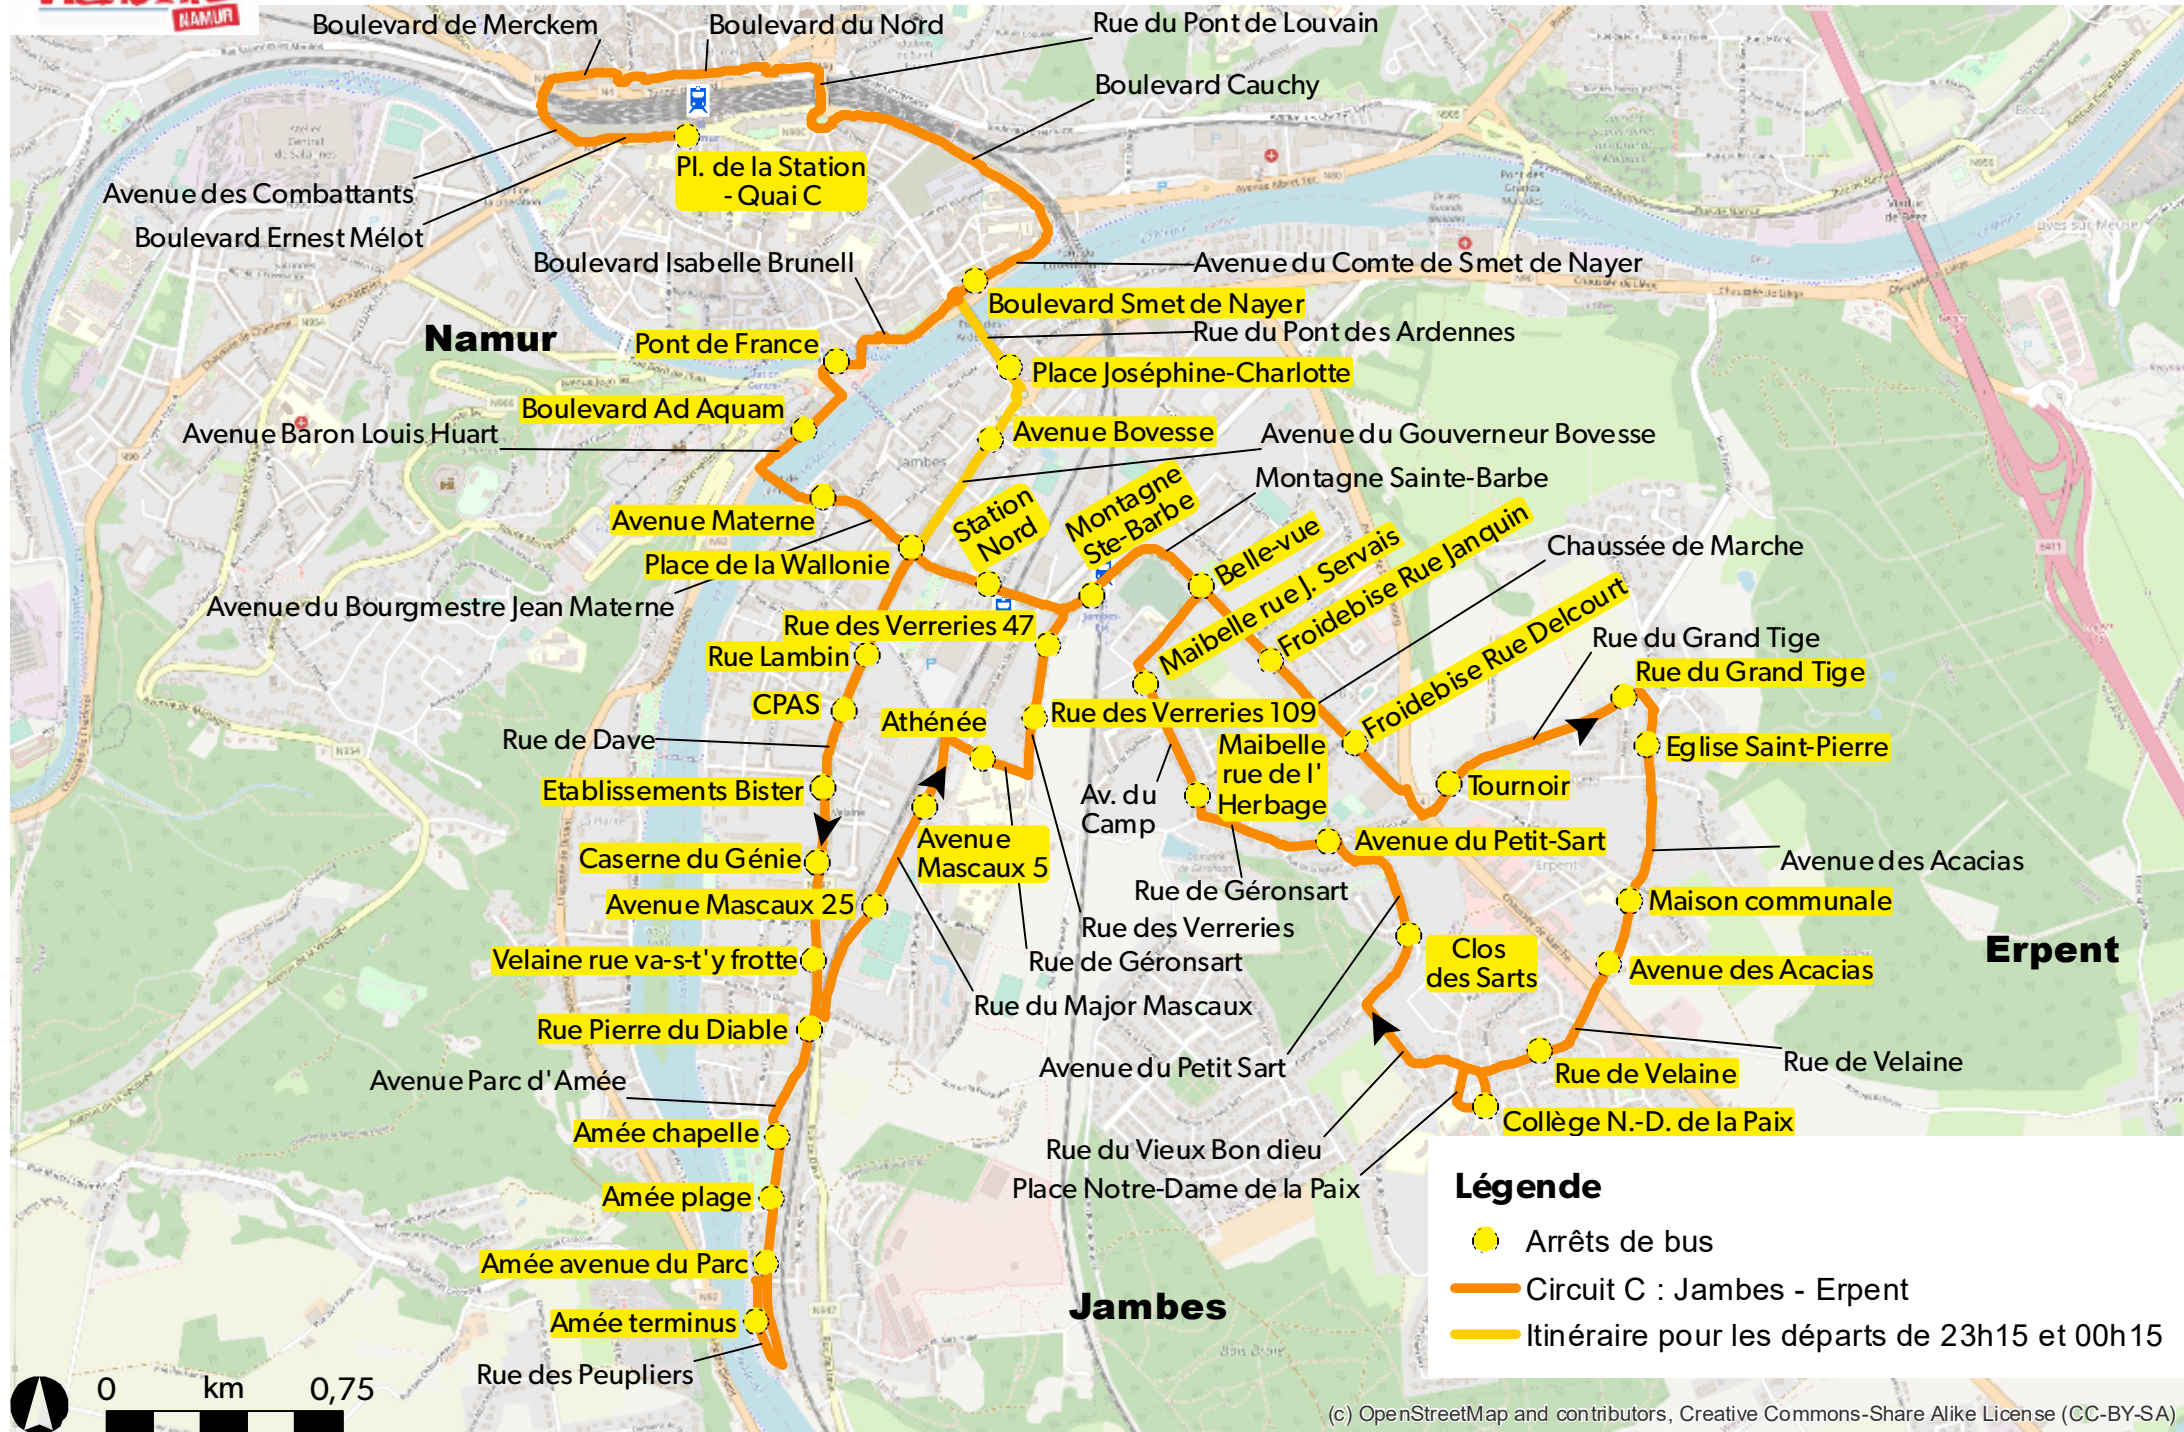 NAMUR
Boulevard de Merckem
Boulevard du Nord
Rue du Pont de Louvain
Boulevard Cauchy
Avenue des Combattants
Boulevard Ernest Mélot
Pl. de la Station
- Quai C
Boulevard Isabelle Brunell
Avenue du Comte de Smet de Nayer
Boulevard Smet de Nayer
Rue du Pont des Ardennes
Namur
Pont de France
Place Joséphine-Charlotte
Boulevard Ad Aquam
Avenue Baron Louis Huart
Avenue Bovesse
Avenue du Gouverneur Bovesse
Jambes
Montagne Sainte-Barbe
Station
Nord
Montagne
Ste-Barbe
Belle-vue
Maibelle rue J. Servais
Froidebise Rue Janquin
Chaussée de Marche
Froidebise Rue Delcourt
Avenue Materne
Place de la Wallonie
Avenue du Bourgmestre Jean Materne
Rue des Verreries 47
Rue Lambin
CPAS
Rue du Grand Tige
Rue du Grand Tige
Athénée
Rue des Verreries 109
Rue de Dave
Maibelle
rue de l'
Herbage
Eglise Saint-Pierre
Etablissements Bister
Av. du
Camp
Tournoir
Avenue
Mascaux 5
Avenue du Petit-Sart
Caserne du Génie
Avenue des Acacias
Rue de Géronsart
Avenue Mascaux 25
Maison communale
Rue des Verreries
Velaine rue va-s-t'y frotte
Rue de Géronsart
Clos
des Sarts
Avenue des Acacias
Erpent
Rue du Major Mascaux
Rue Pierre du Diable
Avenue du Petit Sart
Rue de Velaine
Rue de Velaine
Avenue Parc d'Amée
Collège N.-D. de la Paix
Amée chapelle
Rue du Vieux Bon dieu
Place Notre-Dame de la Paix
Amée plage
Amée avenue du Parc
Amée terminus
Rue des Peupliers
Jambes
Légende
Arrêts de bus
Circuit C : Jambes - Erpent
Itinéraire pour les départs de 23h15 et 00h15
0 km 0,75
(c) OpenStreetMap and contributors, Creative Commons-Share Alike License (CC-BY-SA)